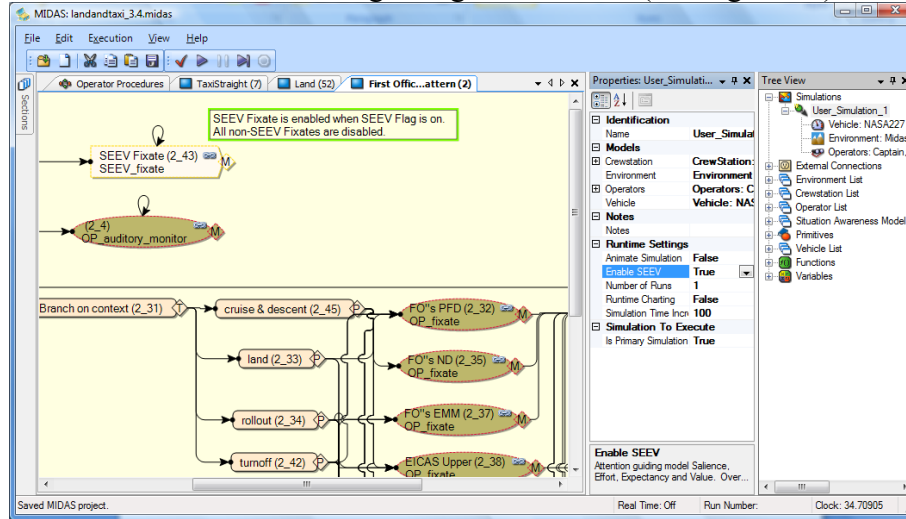 MIDAS: landandtaxi_3.4.midas
File Edit Execution View Help
Sections
Operator Procedures
TaxiStraight (7)
Land (52)
First Offic...attern (2)
SEEV Fixate is enabled when SEEV Flag is on.
All non-SEEV Fixates are disabled.
SEEV Fixate (2_43)
SEEV_fixate
M
(2_4)
OP_auditory_monitor
M
Branch on context (2_31)
T
cruise & descent (2_45)
P
FO"s PFD (2_32)
OP_fixate
M
land (2_33)
P
FO"s ND (2_35)
OP_fixate
M
rollout (2_34)
P
FO"s EMM (2_37)
OP_fixate
M
turnoff (2_42)
P
EICAS Upper (2_38)
OP_fixate
M
Properties: User_Simulati...
Identification
Name User_Simulat
Models
Crewstation CrewStation:
Environment Environment
Operators Operators: C
Vehicle Vehicle: NAS
Notes
Notes
Runtime Settings
Animate Simulation False
Enable SEEV True
Number of Runs 1
Runtime Charting False
Simulation Time Incr 100
Simulation To Execute
Is Primary Simulation True
Enable SEEV
Attention guiding model Salience,
Effort, Expectancy and Value. Over...
Tree View
Simulations
User_Simulation_1
Vehicle: NASA227
Environment: Midas
Operators: Captain,
External Connections
Environment List
Crewstation List
Operator List
Situation Awareness Model
Primitives
Vehicle List
Functions
Variables
Saved MIDAS project.
Real Time: Off
Run Number:
Clock: 34.70905